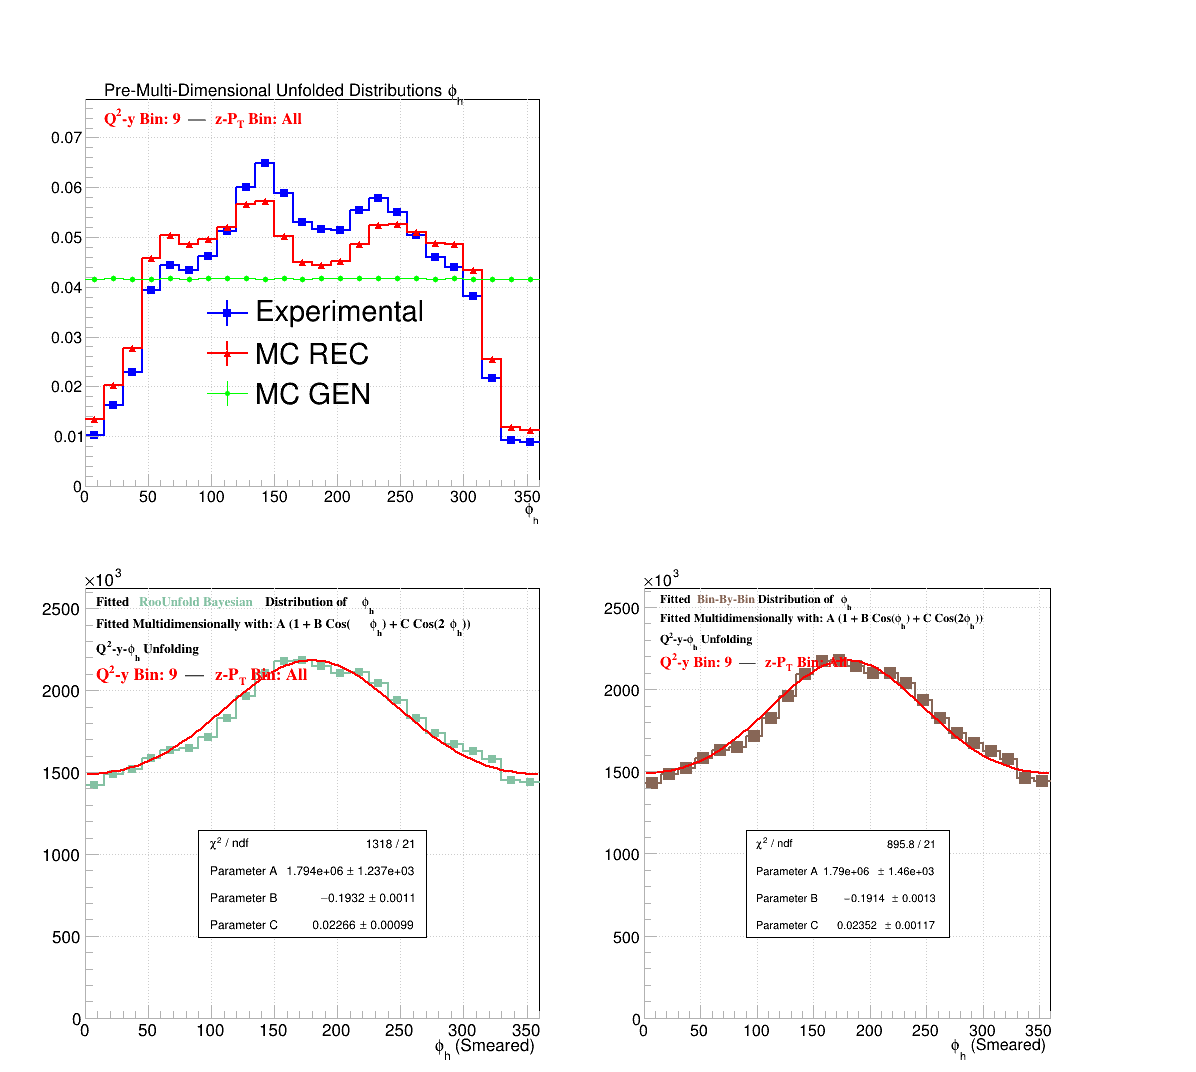 Pre-Multi-Dimensional Unfolded Distributions ϕh
Q²-y Bin: 9 — z-PT Bin: All
0.07
0.06
0.05
0.04
0.03
0.02
0.01
0
Experimental
MC REC
MC GEN
0 50 100 150 200 250 300 350
ϕh
×10³
Fitted RooUnfold Bayesian Distribution of ϕh
Fitted Multidimensionally with: A (1 + B Cos( ϕh) + C Cos(2 ϕh))
Q²-y-ϕh Unfolding
Q²-y Bin: 9 — z-PT Bin: All
2500
2000
1500
1000
500
0
χ² / ndf 1318 / 21
Parameter A 1.794e+06 ± 1.237e+03
Parameter B −0.1932 ± 0.0011
Parameter C 0.02266 ± 0.00099
0 50 100 150 200 250 300 350
ϕh (Smeared)
×10³
Fitted Bin-By-Bin Distribution of ϕh
Fitted Multidimensionally with: A (1 + B Cos(ϕh) + C Cos(2ϕh))
Q²-y-ϕh Unfolding
Q²-y Bin: 9 — z-PT Bin: All
2500
2000
1500
1000
500
0
χ² / ndf 895.8 / 21
Parameter A 1.79e+06 ± 1.46e+03
Parameter B −0.1914 ± 0.0013
Parameter C 0.02352 ± 0.00117
0 50 100 150 200 250 300 350
ϕh (Smeared)